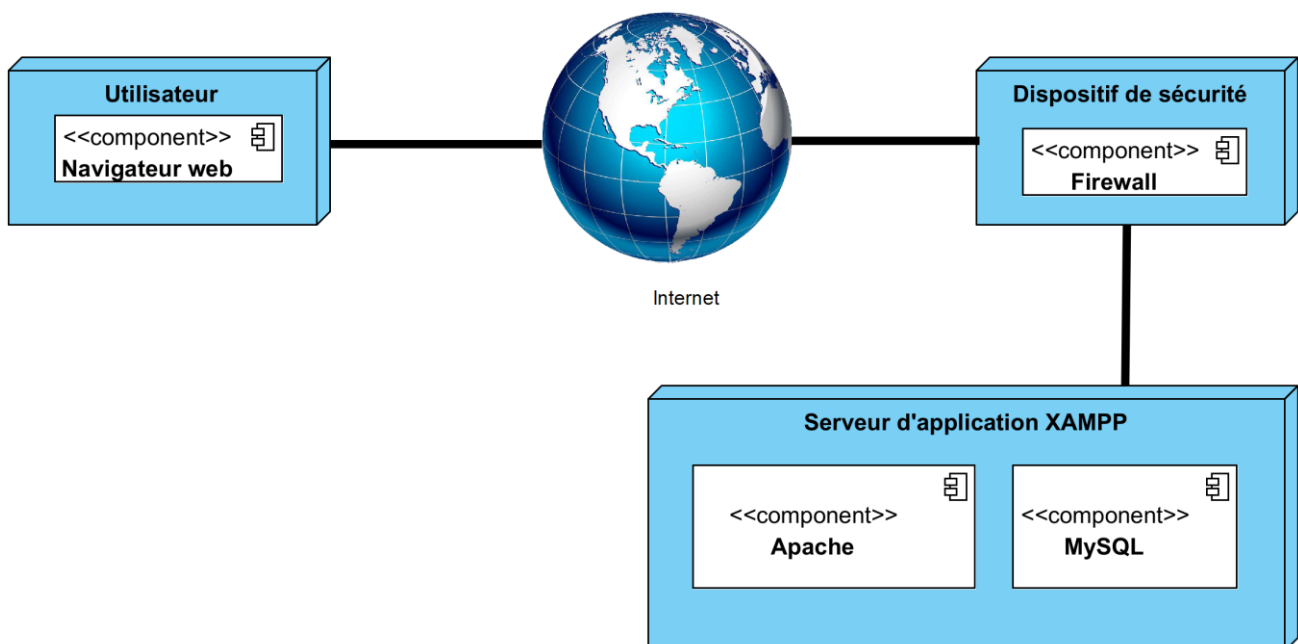 Utilisateur
<<component>>
Navigateur web
Internet
Dispositif de sécurité
<<component>>
Firewall
Serveur d'application XAMPP
<<component>>
Apache
<<component>>
MySQL